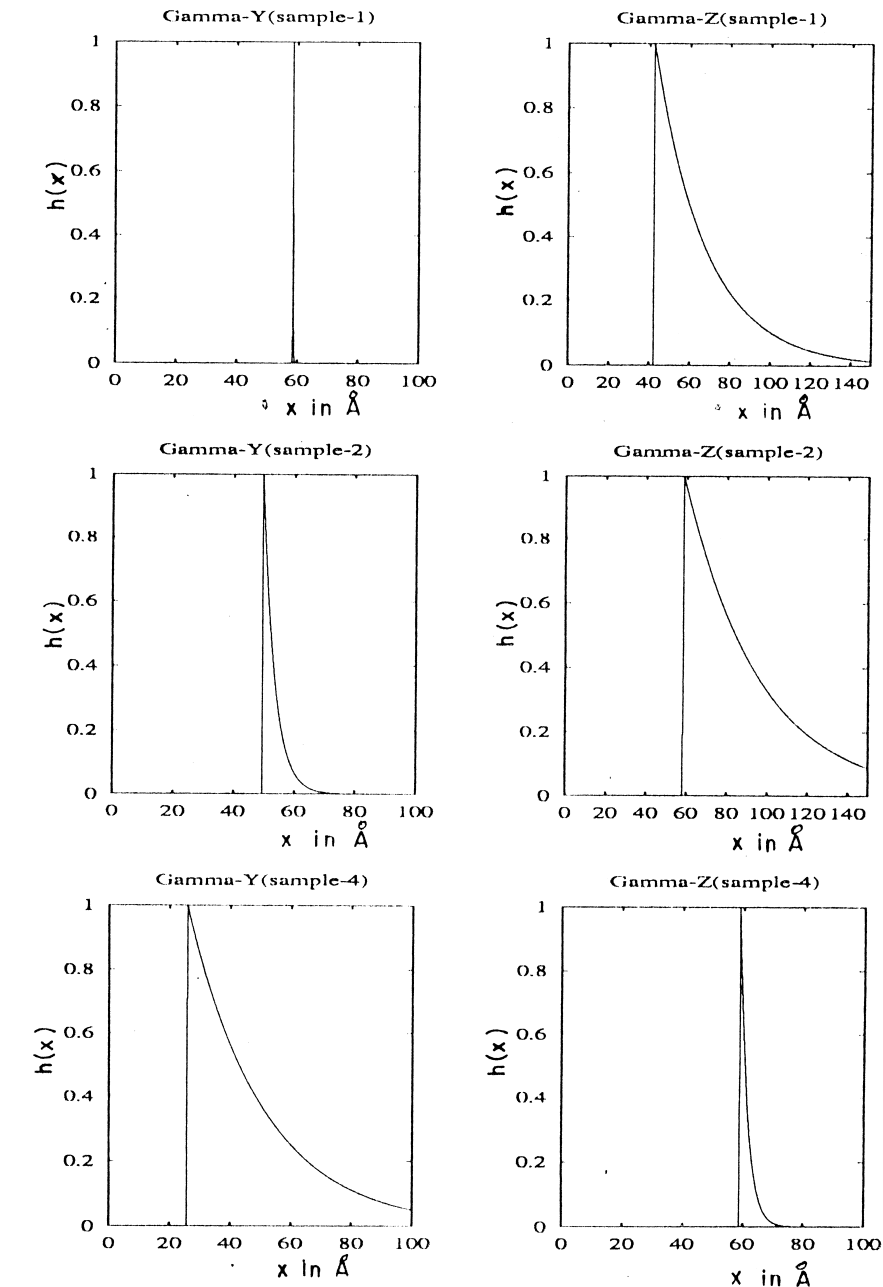 Gamma-Y(sample-1)
1
0.8
0.6
0.4
0.2
0
h(x)
0 20 40 60 80 100
x in Å
Gamma-Z(sample-1)
1
0.8
0.6
0.4
0.2
0
h(x)
0 20 40 60 80 100 120 140
x in Å
Gamma-Y(sample-2)
1
0.8
0.6
0.4
0.2
0
h(x)
0 20 40 60 80 100
x in Å
Gamma-Z(sample-2)
1
0.8
0.6
0.4
0.2
0
h(x)
0 20 40 60 80 100 120 140
x in Å
Gamma-Y(sample-4)
1
0.8
0.6
0.4
0.2
0
h(x)
0 20 40 60 80 100
x in Å
Gamma-Z(sample-4)
1
0.8
0.6
0.4
0.2
0
h(x)
0 20 40 60 80 100
x in Å